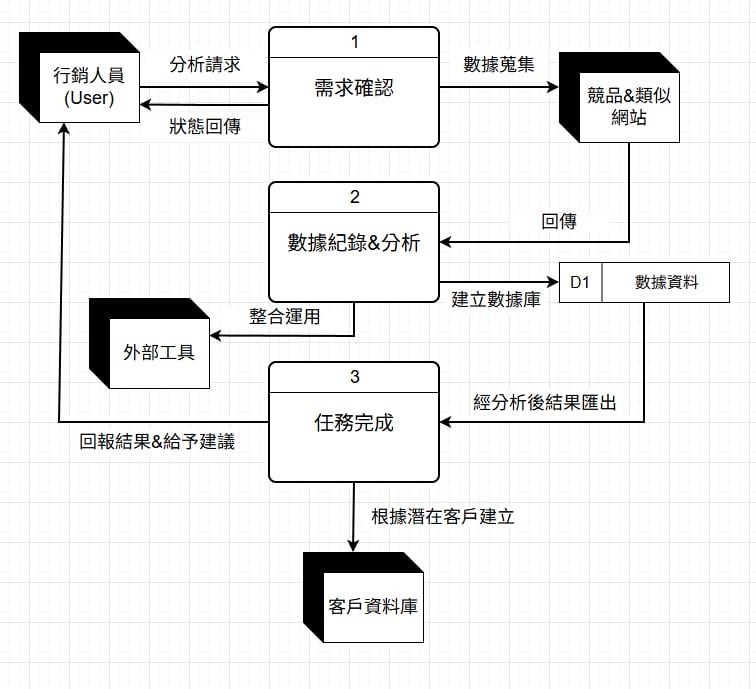 1
行銷人員
(User)
分析請求
需求確認
數據蒐集
競品&類似
網站
狀態回傳
2
回傳
數據紀錄&分析
D1
數據資料
建立數據庫
整合運用
外部工具
3
任務完成
經分析後結果匯出
回報結果&給予建議
根據潛在客戶建立
客戶資料庫